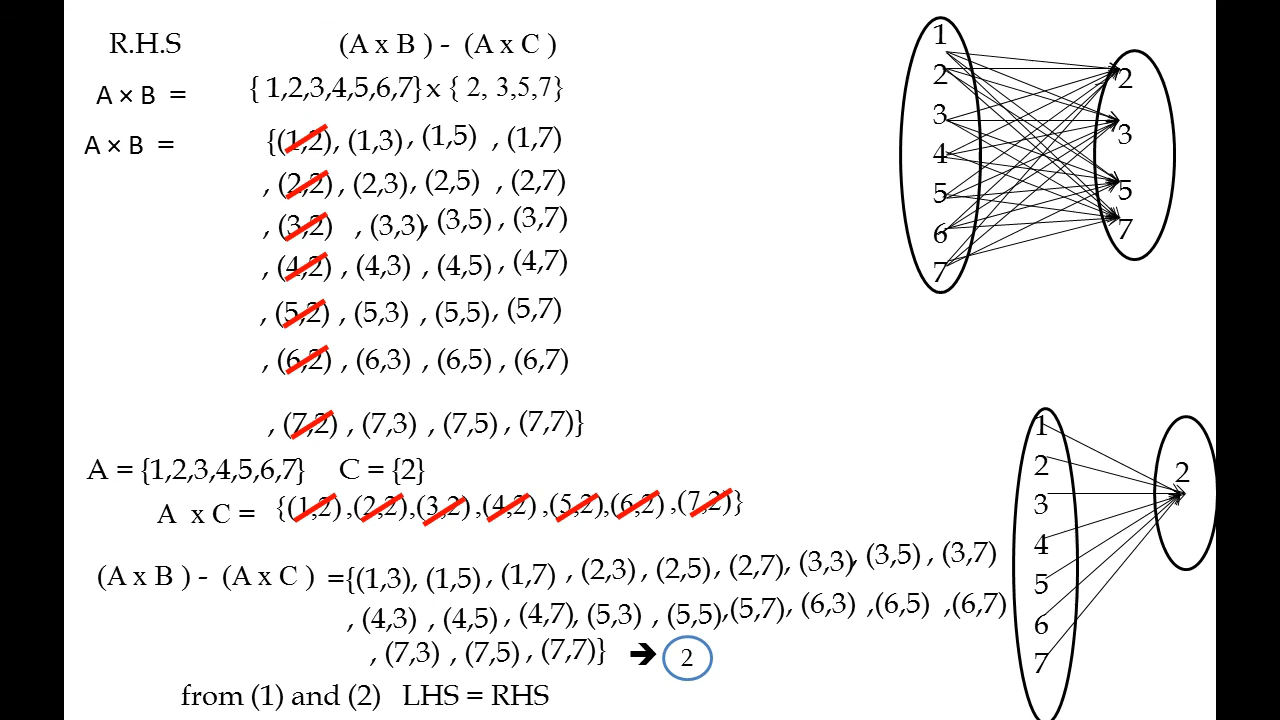 R.H.S (A x B ) - (A x C )
A × B = { 1,2,3,4,5,6,7} x { 2, 3,5,7}
A × B = {(1,2), (1,3) , (1,5) , (1,7)
, (2,2) , (2,3), (2,5) , (2,7)
, (3,2) , (3,3), (3,5) , (3,7)
, (4,2) , (4,3) , (4,5) , (4,7)
, (5,2) , (5,3) , (5,5) , (5,7)
, (6,2) , (6,3) , (6,5) , (6,7)
, (7,2) , (7,3) , (7,5) , (7,7)}
A = {1,2,3,4,5,6,7} C = {2}
A x C = {(1,2) ,(2,2),(3,2) ,(4,2) ,(5,2),(6,2) ,(7,2)}
(A x B ) - (A x C ) ={(1,3), (1,5) , (1,7) , (2,3) , (2,5) , (2,7), (3,3), (3,5) , (3,7)
, (4,3) , (4,5) , (4,7), (5,3) , (5,5),(5,7), (6,3) ,(6,5) ,(6,7)
, (7,3) , (7,5) , (7,7)} ➔ 2
from (1) and (2) LHS = RHS
1
2
3
4
5
6
7
2
3
5
7
1
2
3
4
5
6
7
2